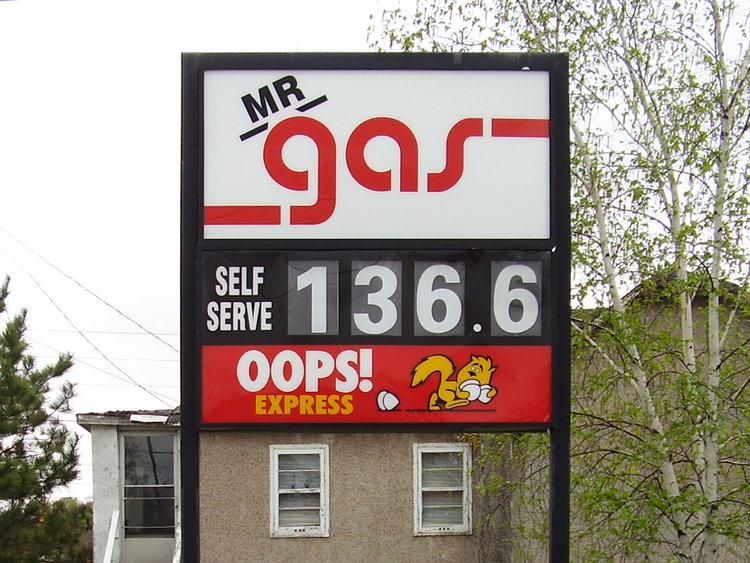 MR
gas
SELF
SERVE
136.6
OOPS!
EXPRESS